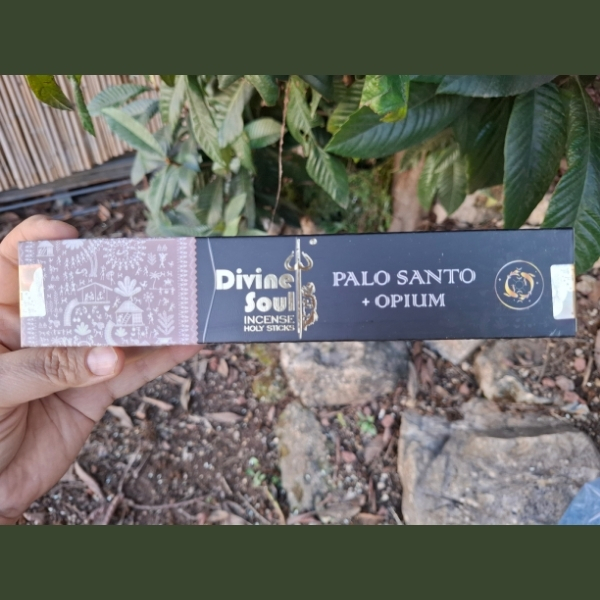 Divine
Soul
INCENSE
HOLY STICKS
PALO SANTO
+ OPIUM